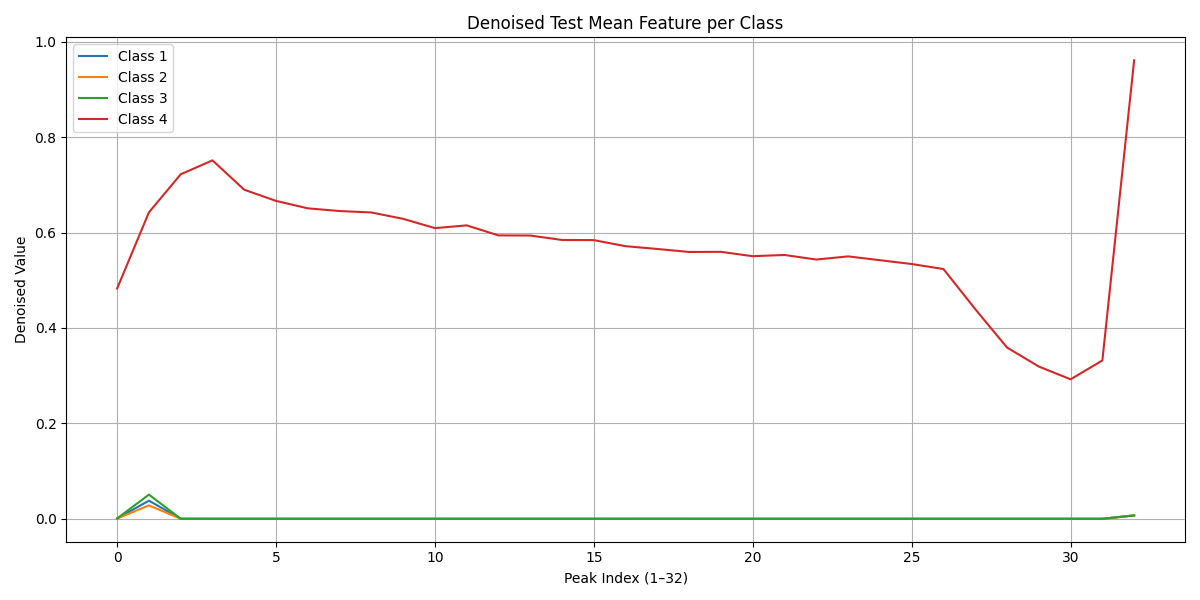 Denoised Test Mean Feature per Class
1.0
0.8
0.6
0.4
0.2
0.0
Denoised Value
Class 1
Class 2
Class 3
Class 4
0 5 10 15 20 25 30
Peak Index (1–32)